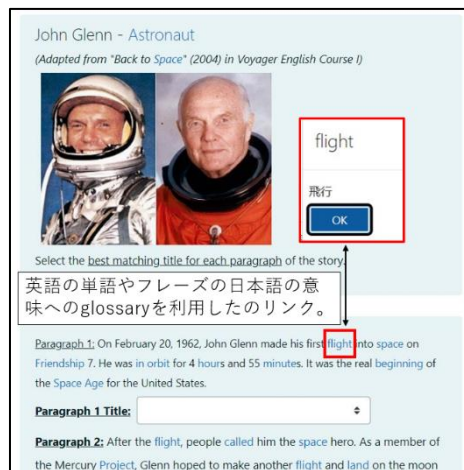 John Glenn - Astronaut
(Adapted from "Back to Space" (2004) in Voyager English Course I)
flight
飛行
OK
Select the best matching title for each paragraph of the story.
英語の単語やフレーズの日本語の意
味へのglossaryを利用したのリンク。
Paragraph 1: On February 20, 1962, John Glenn made his first flight into space on
Friendship 7. He was in orbit for 4 hours and 55 minutes. It was the real beginning of
the Space Age for the United States.
Paragraph 1 Title:
Paragraph 2: After the flight, people called him the space hero. As a member of
the Mercury Project, Glenn hoped to make another flight and land on the moon